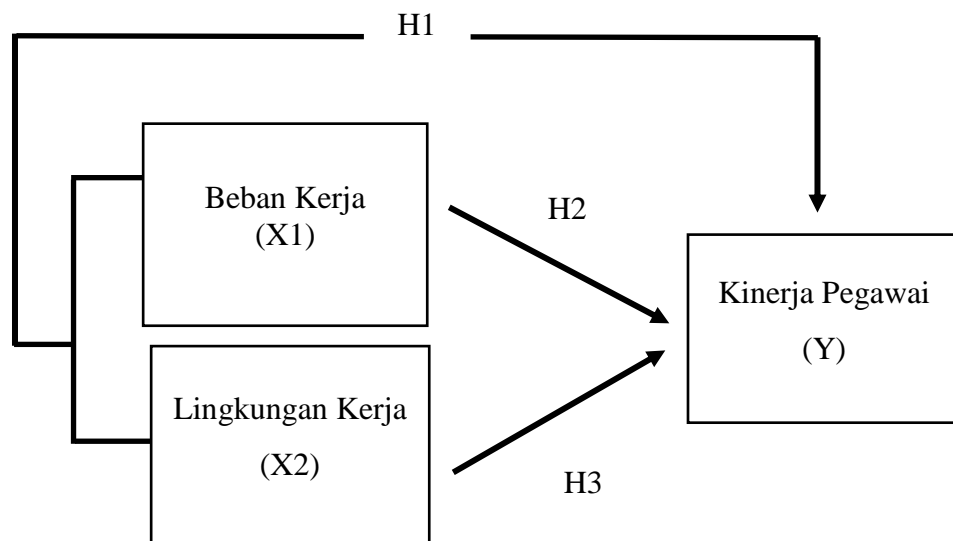 H1
Beban Kerja
(X1)
H2
Kinerja Pegawai
(Y)
Lingkungan Kerja
(X2)
H3